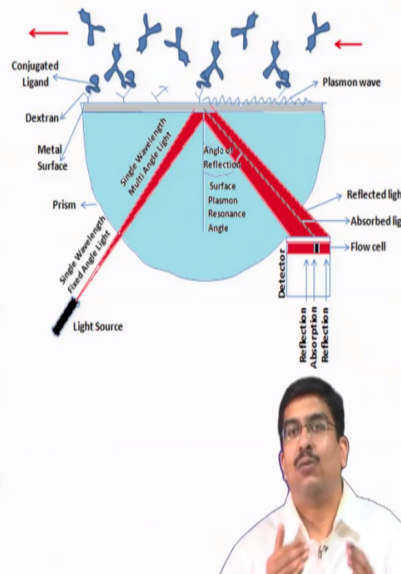 Conjugated
Ligand
Plasmon wave
Dextran
Metal
Surface
Single Wavelength
Multi Angle Light
Angle of
Reflection
Surface
Plasmon
Resonance
Angle
Reflected ligh
Absorbed lig
Prism
Flow cell
Single Wavelength
Fixed Angle Light
Detector
Light Source
Reflection
Absorption
Reflection